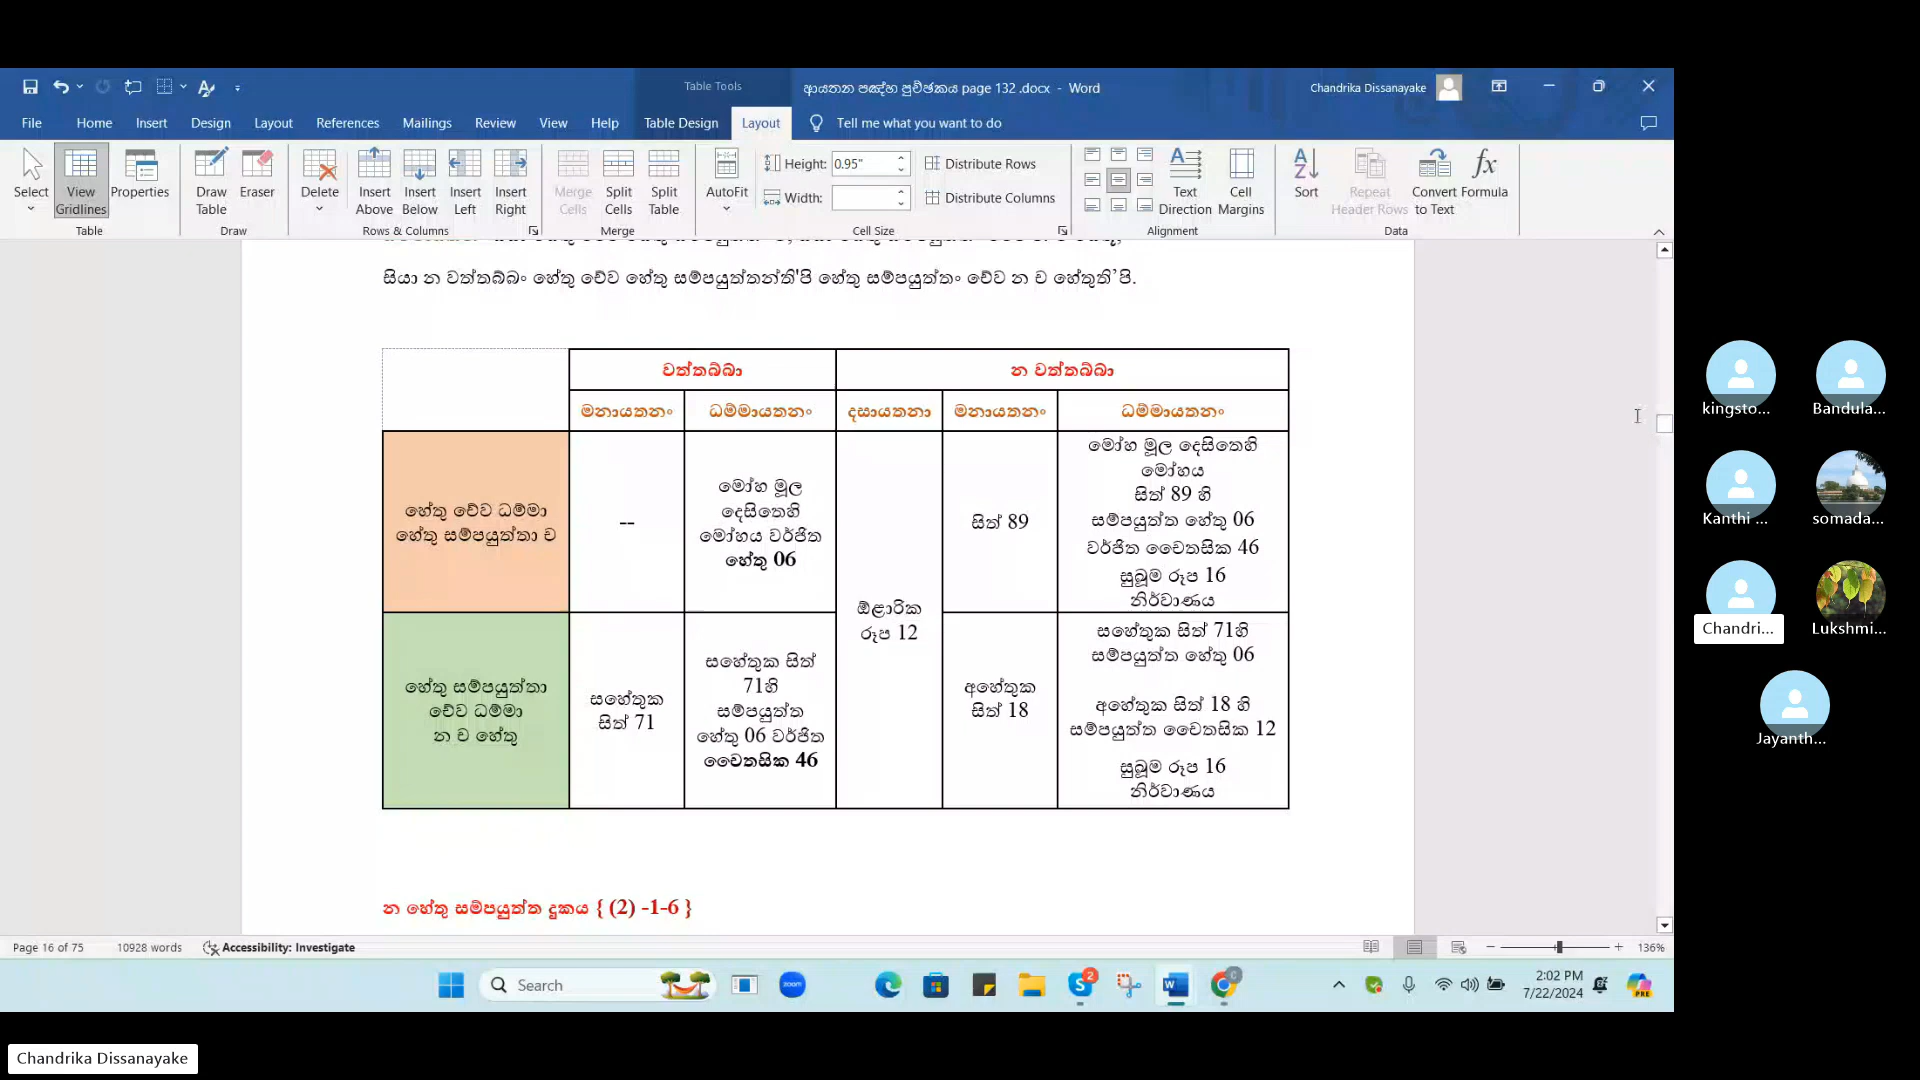 Table Tools
ආයතන පඤ්හ පුච්ඡකය page 132 .docx - Word
Chandrika Dissanayake
File Home Insert Design Layout References Mailings Review View Help Table Design Layout Tell me what you want to do
Select
View Gridlines
Properties
Draw Table
Eraser
Delete
Insert Above
Insert Below
Insert Left
Insert Right
Merge Cells
Split Cells
Split Table
AutoFit
Height: 0.95"
Width:
Distribute Rows
Distribute Columns
Text Direction
Cell Margins
Sort
Repeat Header Rows
Convert to Text
Formula
Table Draw Rows & Columns Merge Cell Size Alignment Data
සියා න වත්තබ්බං හේතු චේව හේතු සම්පයුත්තන්ති'පි හේතු සම්පයුත්තං චේව න ච හේතුති’පි.
වත්තබ්බා න වත්තබ්බා
මනායතනං ධම්මායතනං දසායතනා මනායතනං ධම්මායතනං
හේතු චේව ධම්මා
හේතු සම්පයුත්තා ච
--
මෝහ මූල
දෙසිතෙහි
මෝහය වර්ජිත
හේතු 06
ඕළාරික
රූප 12
සිත් 89
මෝහ මූල දෙසිතෙහි
මෝහය
සිත් 89 හි
සම්පයුත්ත හේතු 06
වර්ජිත චෛතසික 46
සුඛුම රූප 16
නිර්වාණය
හේතු සම්පයුත්තා
චේව ධම්මා
න ච හේතු
සහේතුක
සිත් 71
සහේතුක සිත්
71හි
සම්පයුත්ත
හේතු 06 වර්ජිත
චෛතසික 46
අහේතුක
සිත් 18
සහේතුක සිත් 71හි
සම්පයුත්ත හේතු 06
අහේතුක සිත් 18 හි
සම්පයුත්ත චෛතසික 12
සුඛුම රූප 16
නිර්වාණය
න හේතු සම්පයුත්ත දුකය { (2) -1-6 }
Page 16 of 75 10928 words Accessibility: Investigate 136%
Search
zoom
2
2:02 PM
7/22/2024
PRE
kingsto...
Bandula...
Kanthi ...
somada...
Chandri...
Lukshmi...
Jayanth...
Chandrika Dissanayake